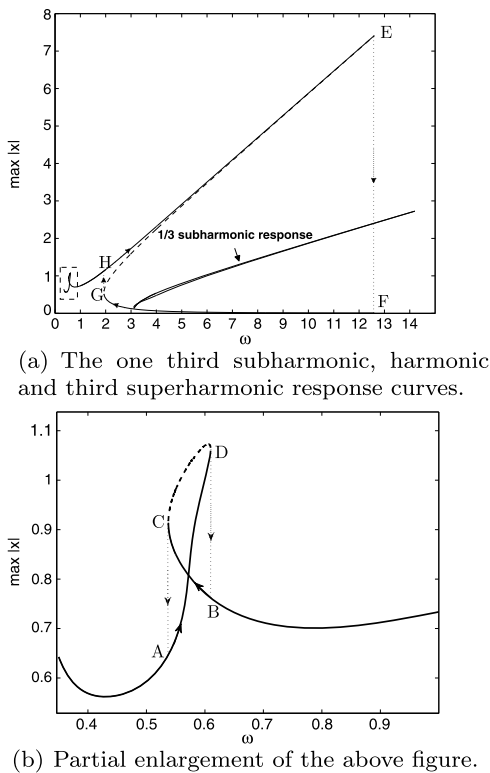 8
7
6
5
4
3
2
1
0
max |x|
E
H
G
F
1/3 subharmonic response
0 1 2 3 4 5 6 7 8 9 10 11 12 13 14
ω
(a) The one third subharmonic, harmonic
and third superharmonic response curves.
1.1
1
0.9
0.8
0.7
0.6
max |x|
D
C
B
A
0.4 0.5 0.6 0.7 0.8 0.9
ω
(b) Partial enlargement of the above figure.